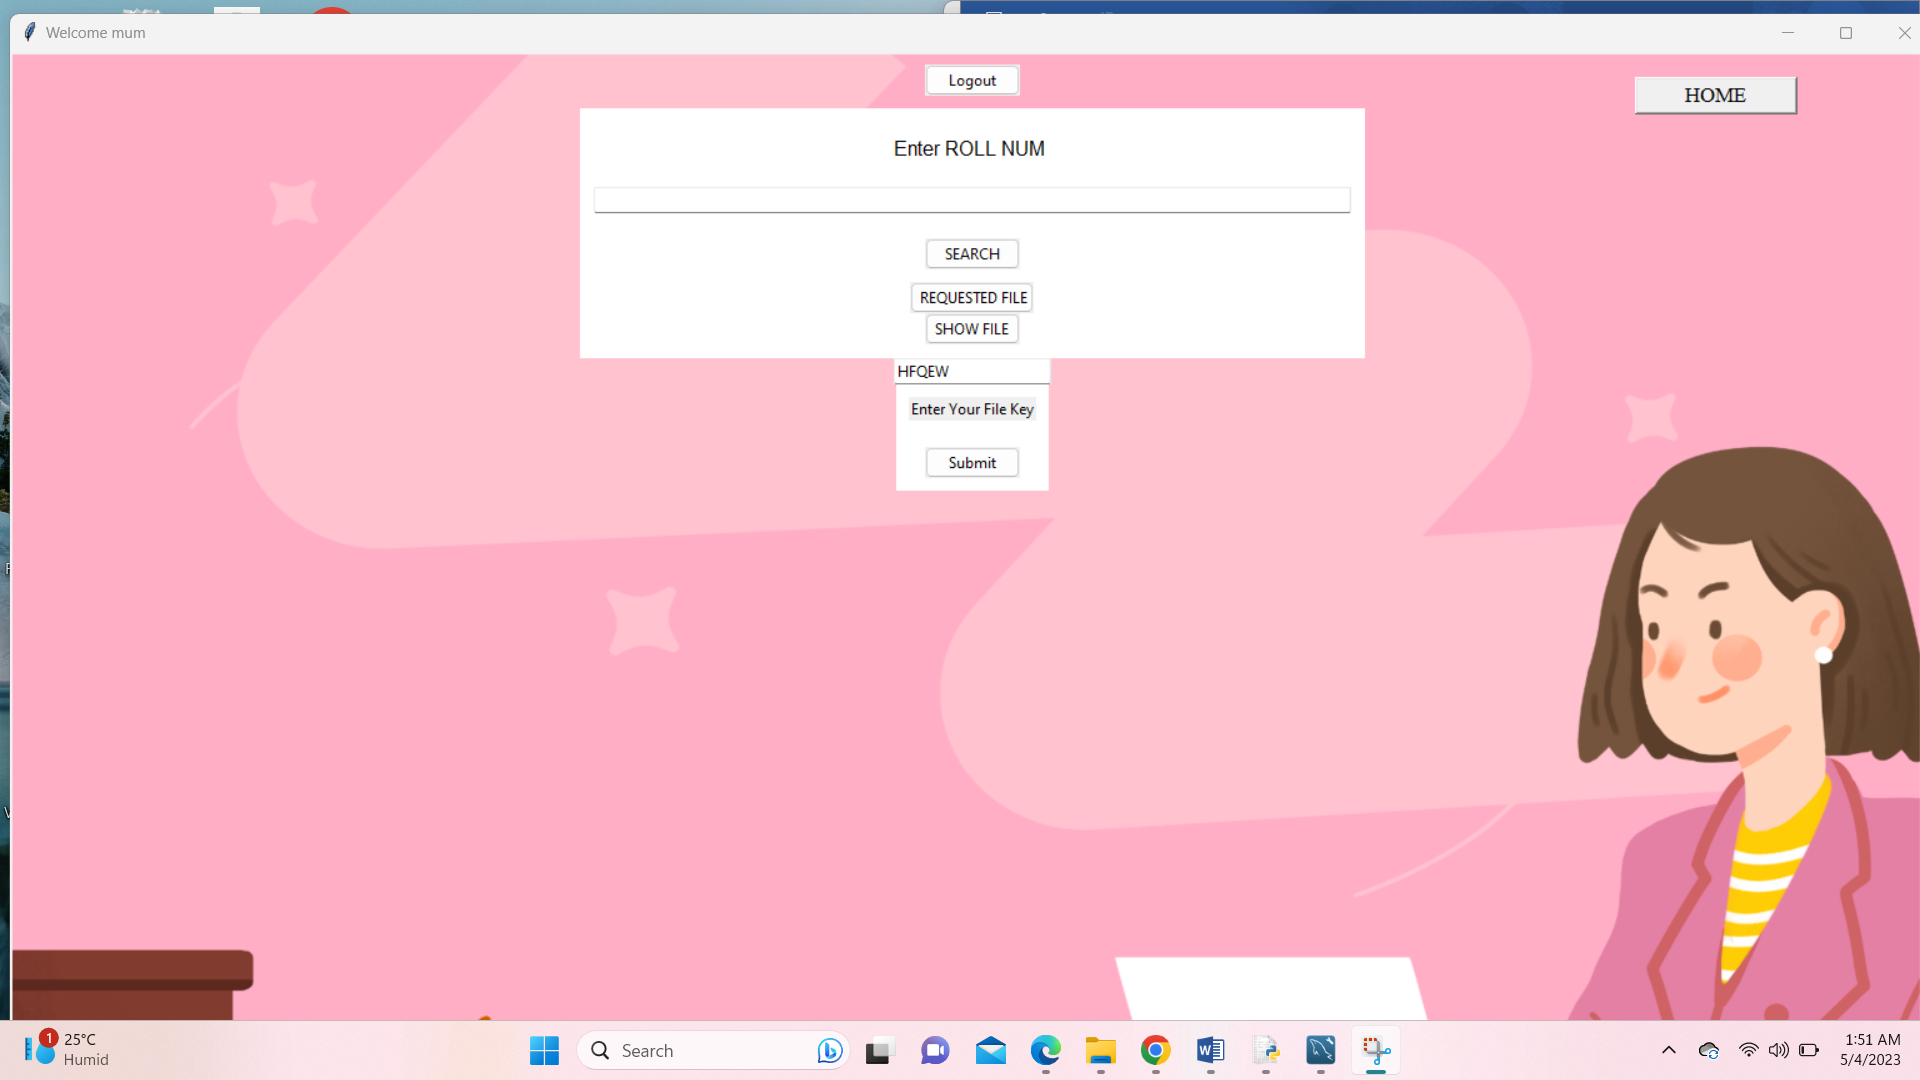 Welcome mum
Logout
HOME
Enter ROLL NUM
SEARCH
REQUESTED FILE
SHOW FILE
HFQEW
Enter Your File Key
Submit
1
25°C
Humid
Search
1:51 AM
5/4/2023